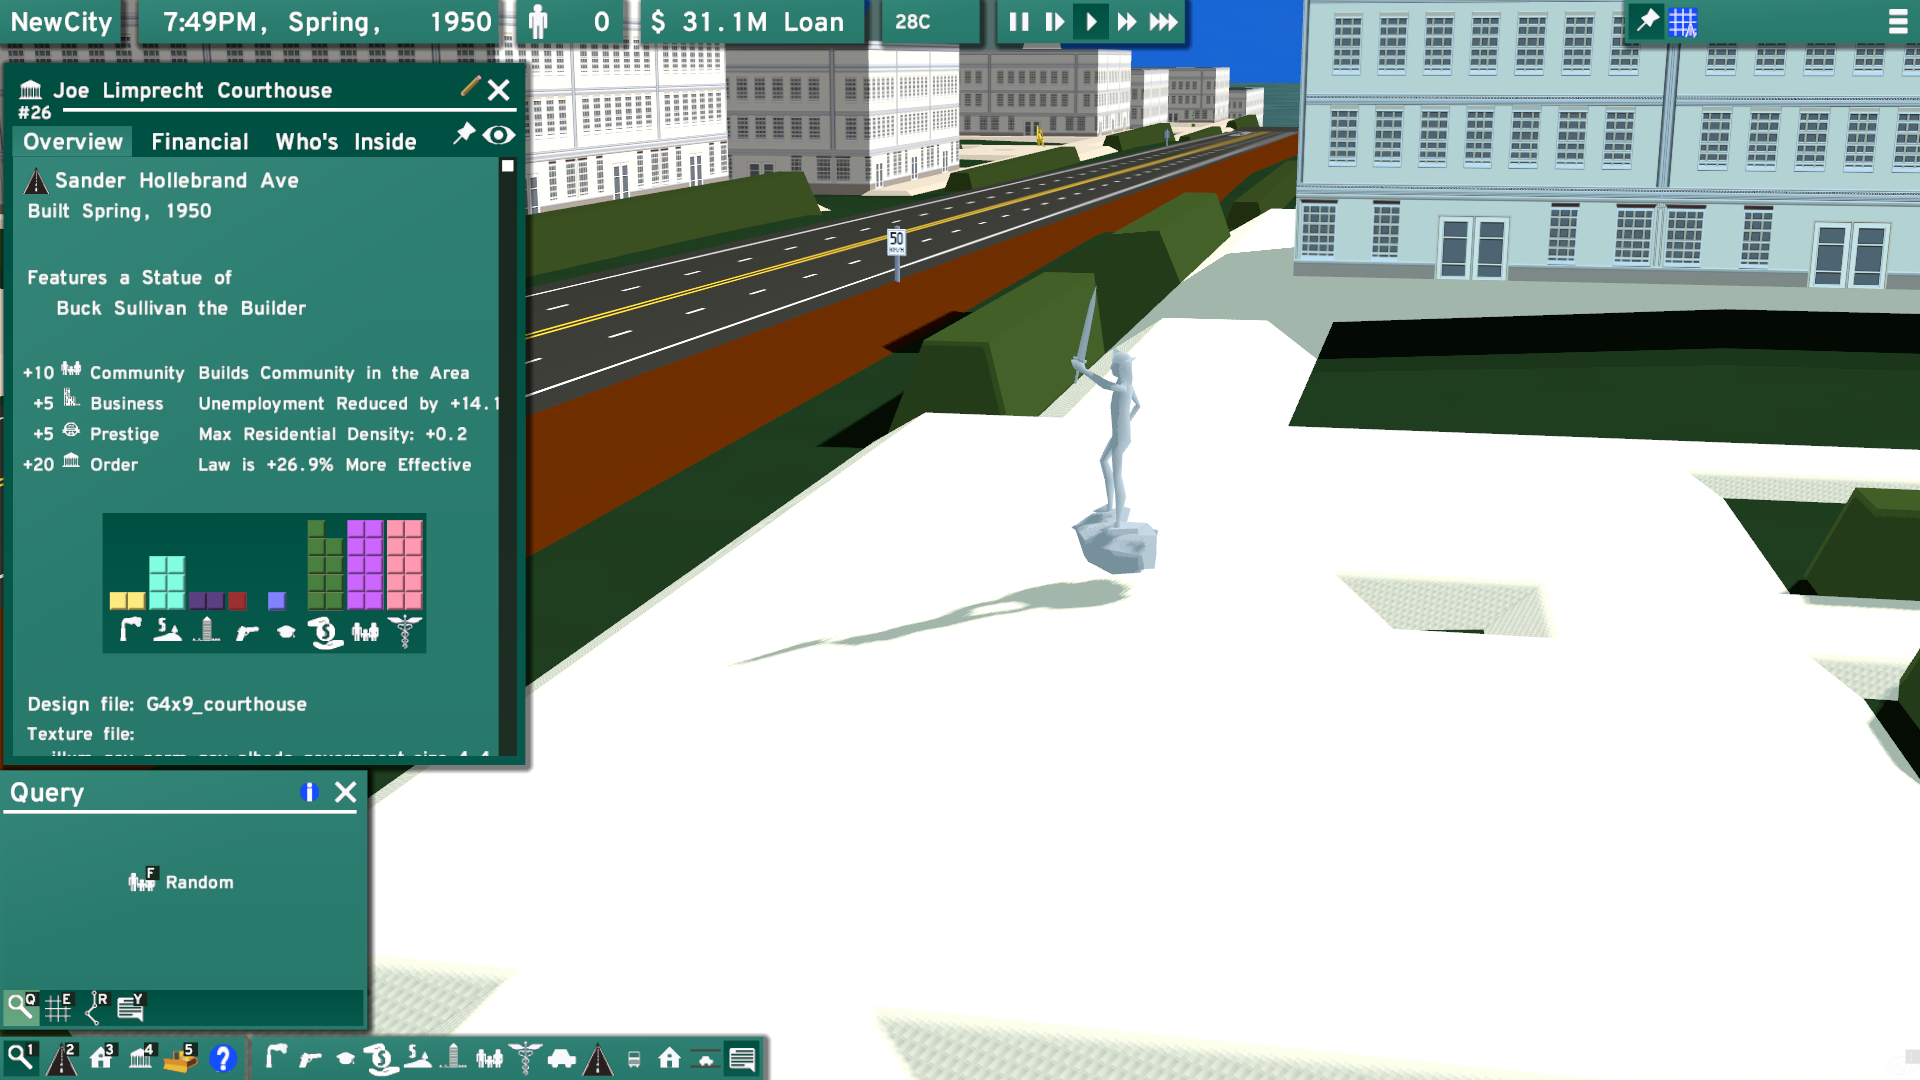 NewCity
7:49PM, Spring, 1950
0
$ 31.1M Loan
28C
Joe Limprecht Courthouse
#26
Overview Financial Who's Inside
Sander Hollebrand Ave
Built Spring, 1950
Features a Statue of
Buck Sullivan the Builder
+10 Community Builds Community in the Area
+5 Business Unemployment Reduced by +14.1
+5 Prestige Max Residential Density: +0.2
+20 Order Law is +26.9% More Effective
Design file: G4x9_courthouse
Texture file:
50
Query
i
F
Random
Q E R Y
1 2 3 4 5 ?